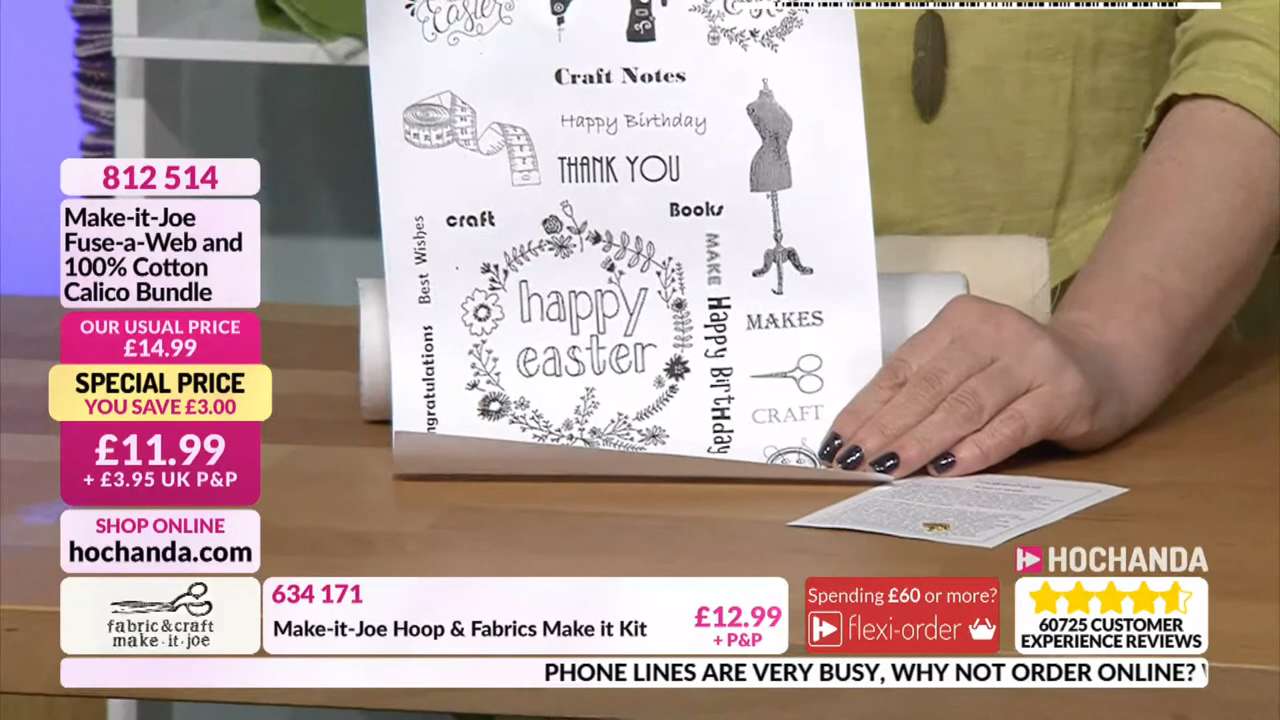 Easter
Craft Notes
Happy Birthday
THANK YOU
craft
Books
Best Wishes
MAKE
happy
easter
Happy BirtHday
MAKES
CRAFT
812 514
Make-it-Joe
Fuse-a-Web and
100% Cotton
Calico Bundle
OUR USUAL PRICE
£14.99
SPECIAL PRICE
YOU SAVE £3.00
£11.99
+ £3.95 UK P&P
SHOP ONLINE
hochanda.com
HOCHANDA
fabric & craft
make·it·joe
634 171
Make-it-Joe Hoop & Fabrics Make it Kit
£12.99
+ P&P
Spending £60 or more?
flexi-order
60725 CUSTOMER
EXPERIENCE REVIEWS
PHONE LINES ARE VERY BUSY, WHY NOT ORDER ONLINE?